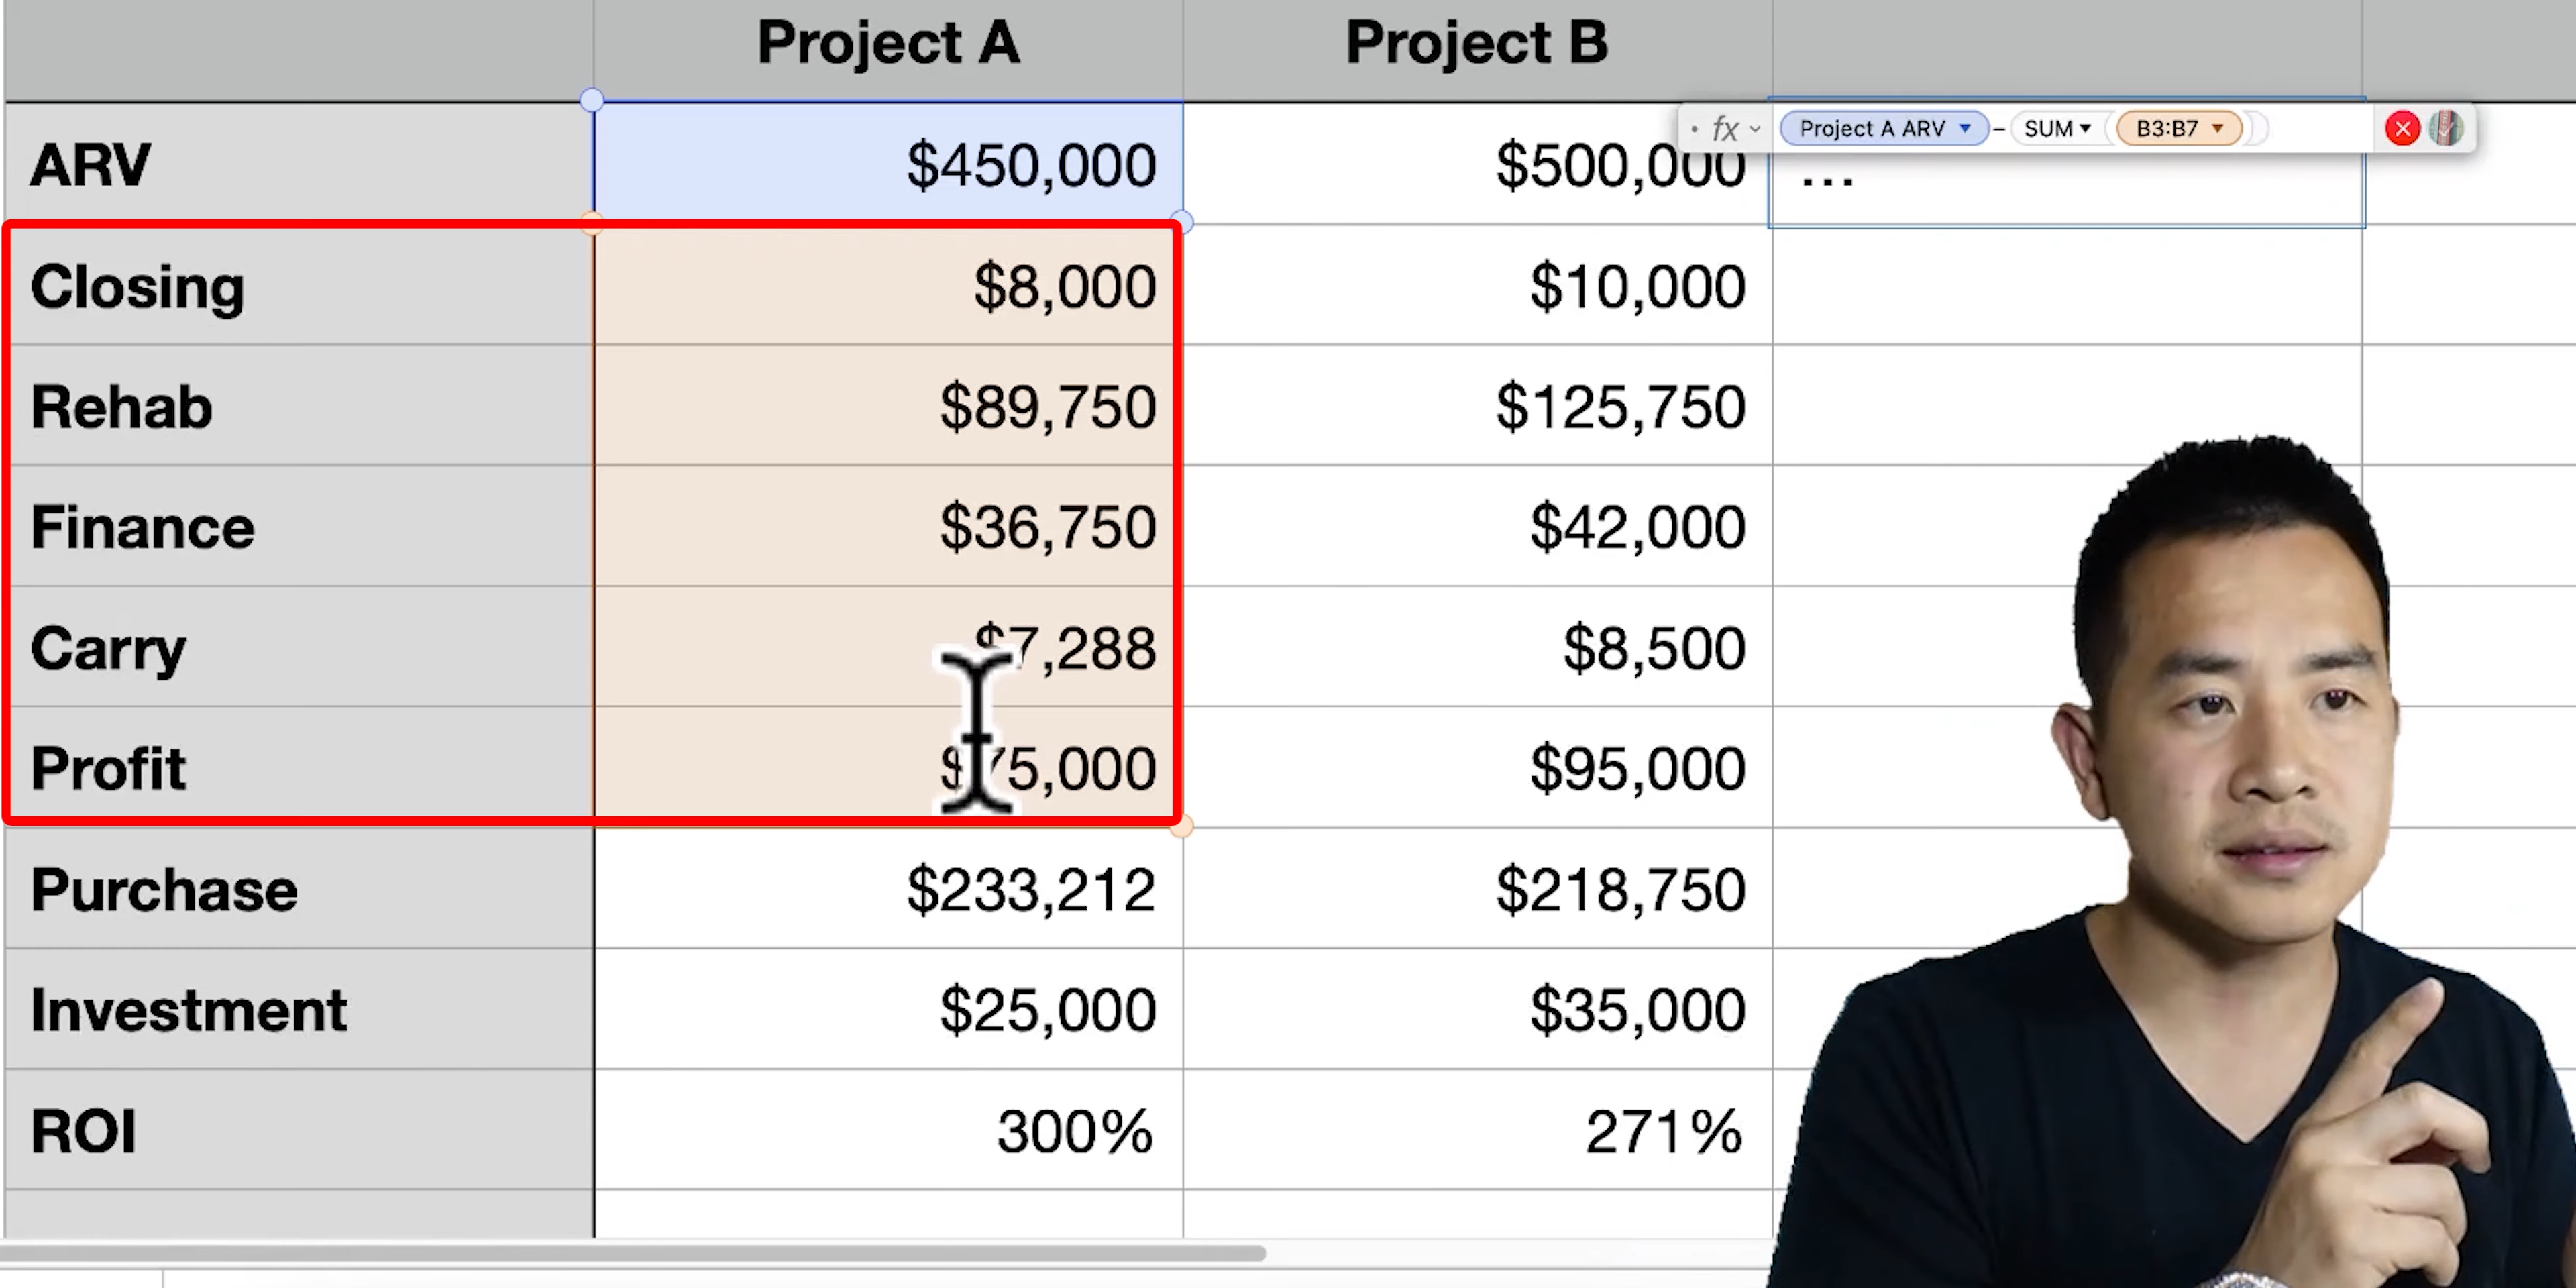 Project A Project B
fx Project A ARV – SUM B3:B7
ARV $450,000 $500,000 ...
Closing $8,000 $10,000
Rehab $89,750 $125,750
Finance $36,750 $42,000
Carry $7,288 $8,500
Profit $75,000 $95,000
Purchase $233,212 $218,750
Investment $25,000 $35,000
ROI 300% 271%